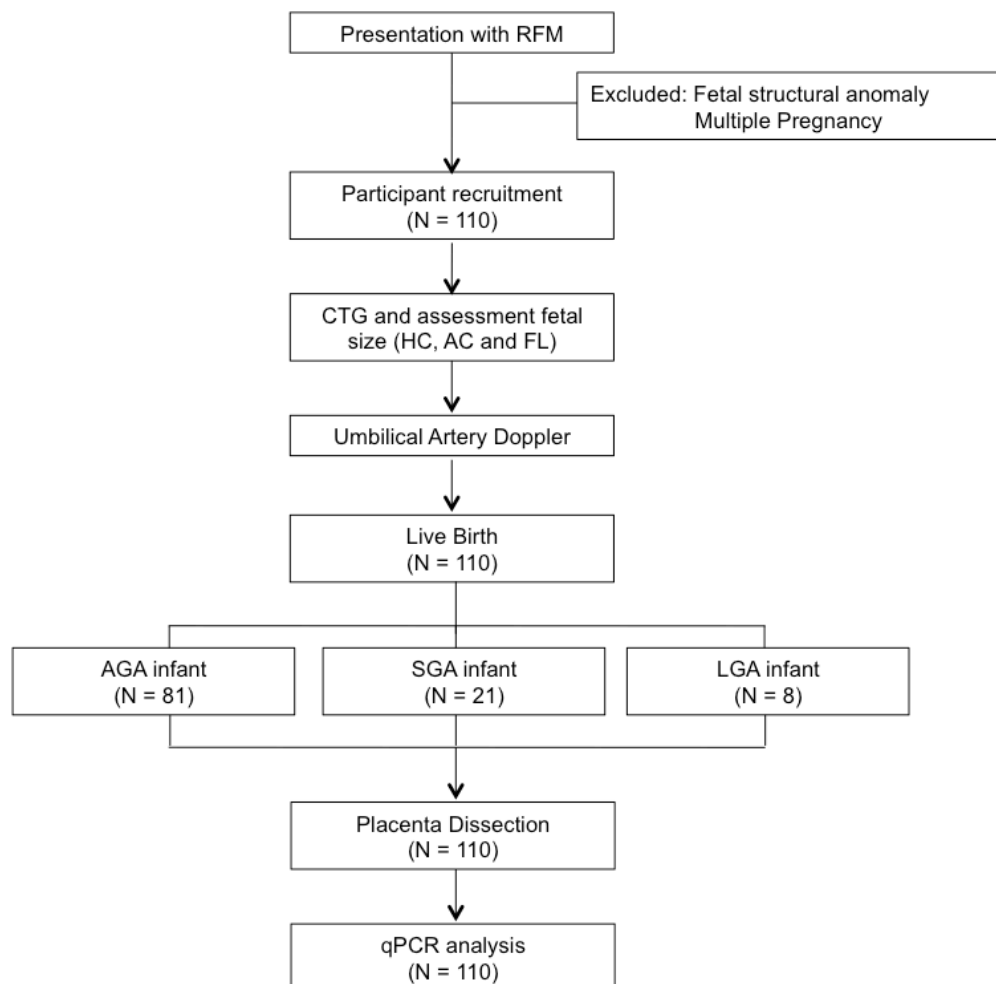 Presentation with RFM
Excluded: Fetal structural anomaly
Multiple Pregnancy
Participant recruitment
(N = 110)
CTG and assessment fetal
size (HC, AC and FL)
Umbilical Artery Doppler
Live Birth
(N = 110)
AGA infant
(N = 81)
SGA infant
(N = 21)
LGA infant
(N = 8)
Placenta Dissection
(N = 110)
qPCR analysis
(N = 110)